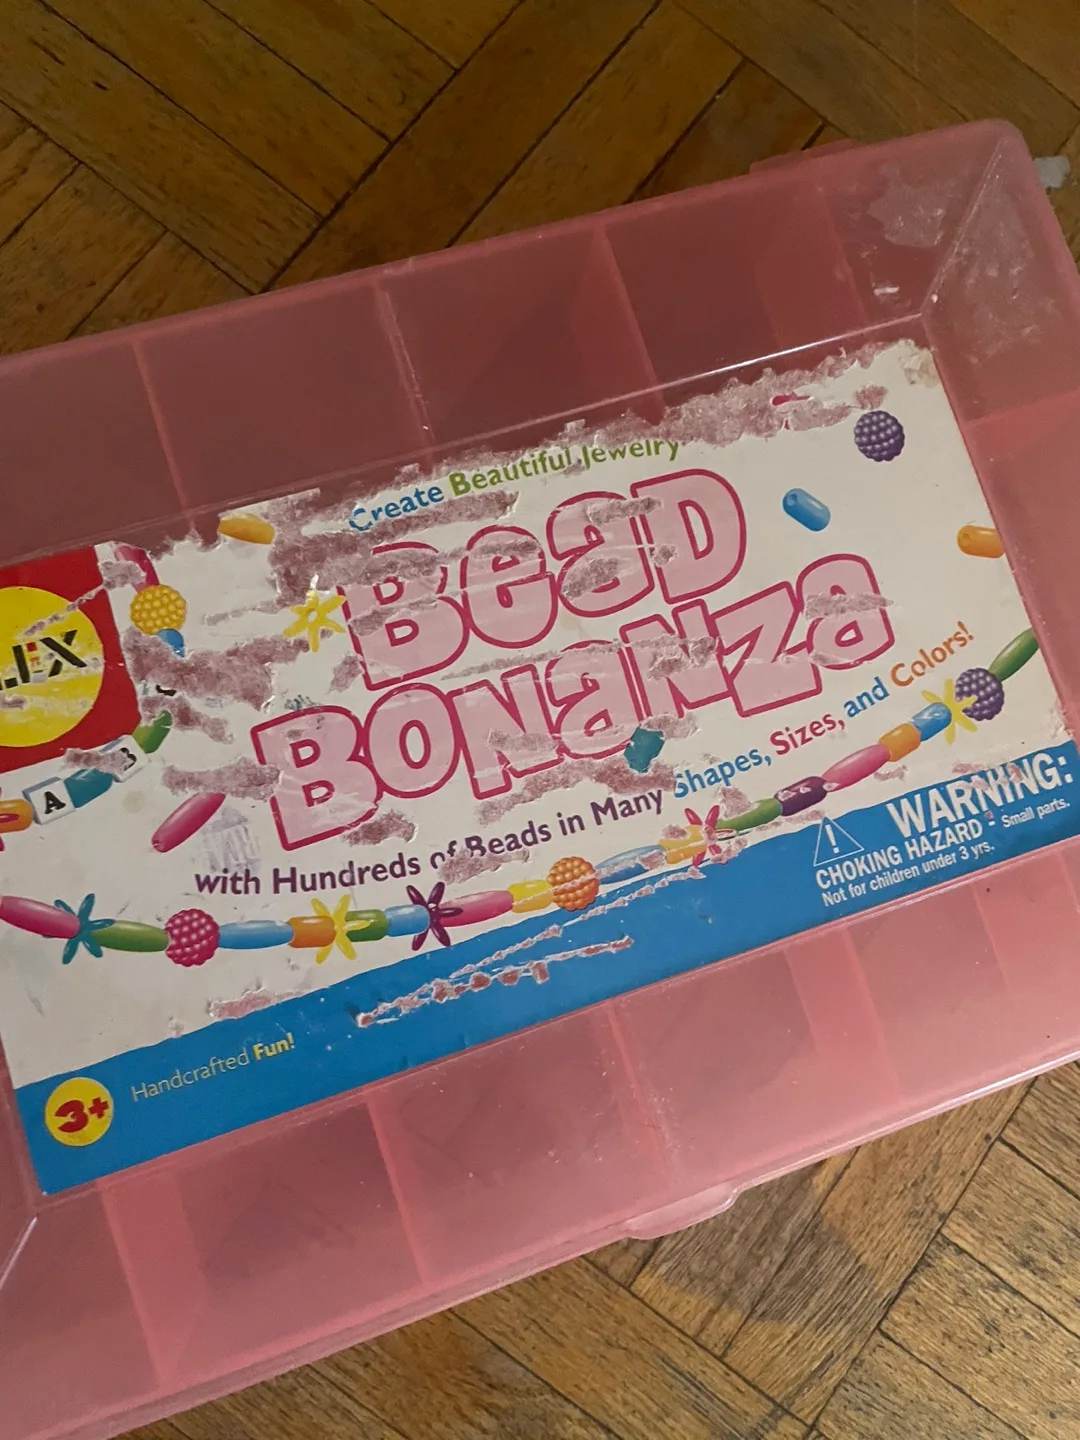 Create Beautiful Jewelry
Bead
Bonanza
with Hundreds of Beads in Many Shapes, Sizes, and Colors!
A
B
WARNING:
CHOKING HAZARD - Small parts.
Not for children under 3 yrs.
Handcrafted Fun!
3+